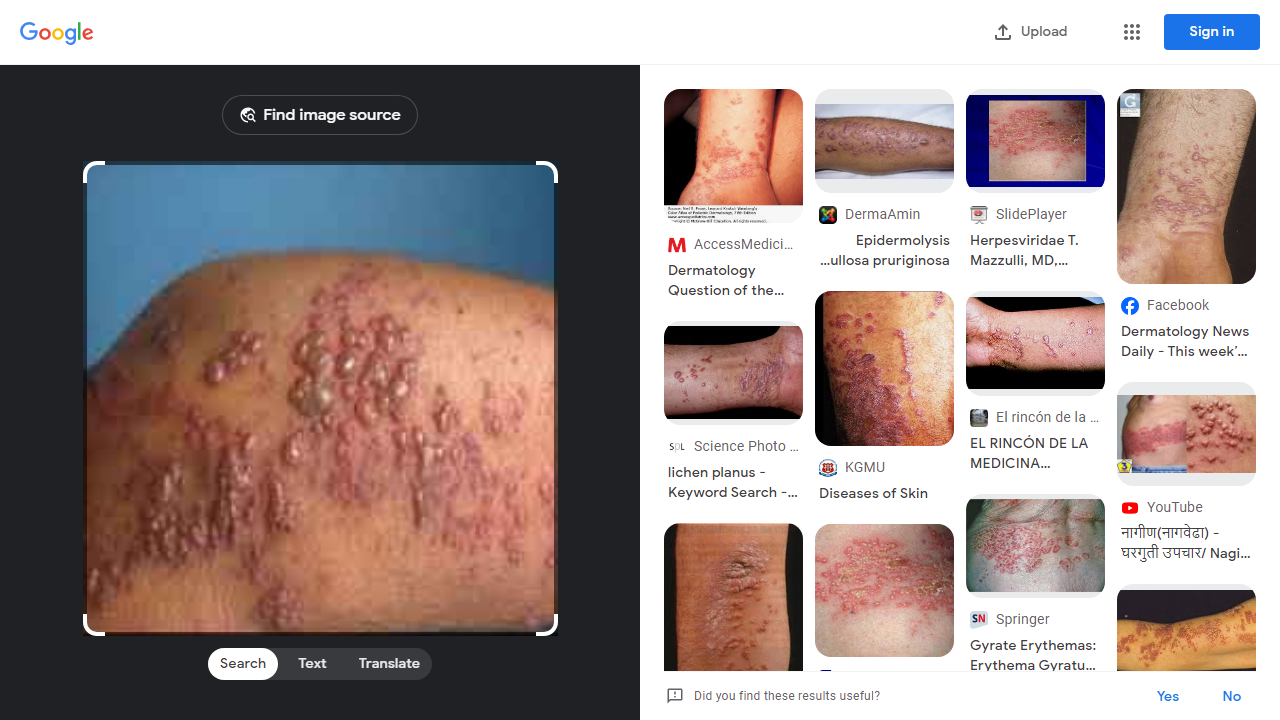 Google
Upload
Sign in
Find image source
Search
Text
Translate
AccessMedici...
Dermatology
Question of the...
SPL
Science Photo ...
lichen planus -
Keyword Search -...
DermaAmin
Epidermolysis
...ullosa pruriginosa
KGMU
Diseases of Skin
SlidePlayer
Herpesviridae T.
Mazzulli, MD,...
El rincón de la ...
EL RINCÓN DE LA
MEDICINA...
SN
Springer
Gyrate Erythemas:
Erythema Gyratu...
G
Facebook
Dermatology News
Daily - This week’...
YouTube
नागीण(नागवेढा) -
घरगुती उपचार/ Nagi...
Did you find these results useful?
Yes
No